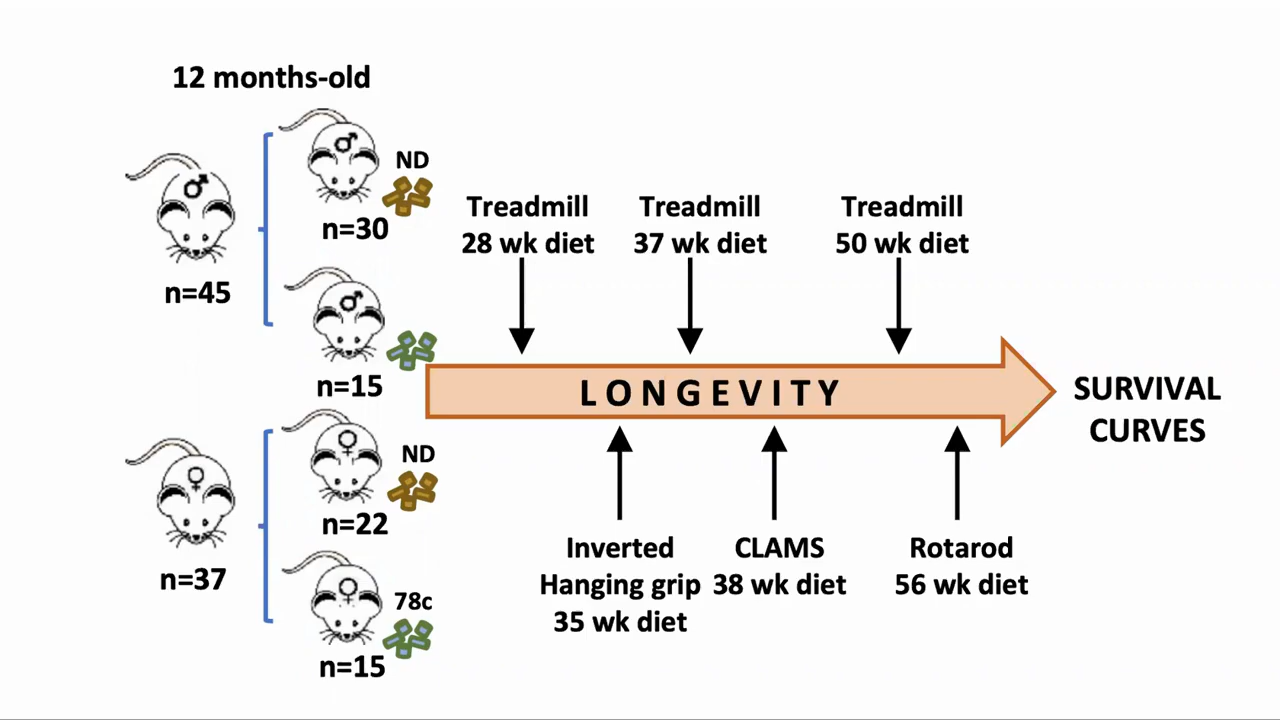 12 months-old
♂
n=45
♂
ND
n=30
♂
n=15
♀
n=37
♀
ND
n=22
♀
78c
n=15
Treadmill
28 wk diet
Treadmill
37 wk diet
Treadmill
50 wk diet
LONGEVITY
SURVIVAL
CURVES
Inverted
Hanging grip
35 wk diet
CLAMS
38 wk diet
Rotarod
56 wk diet